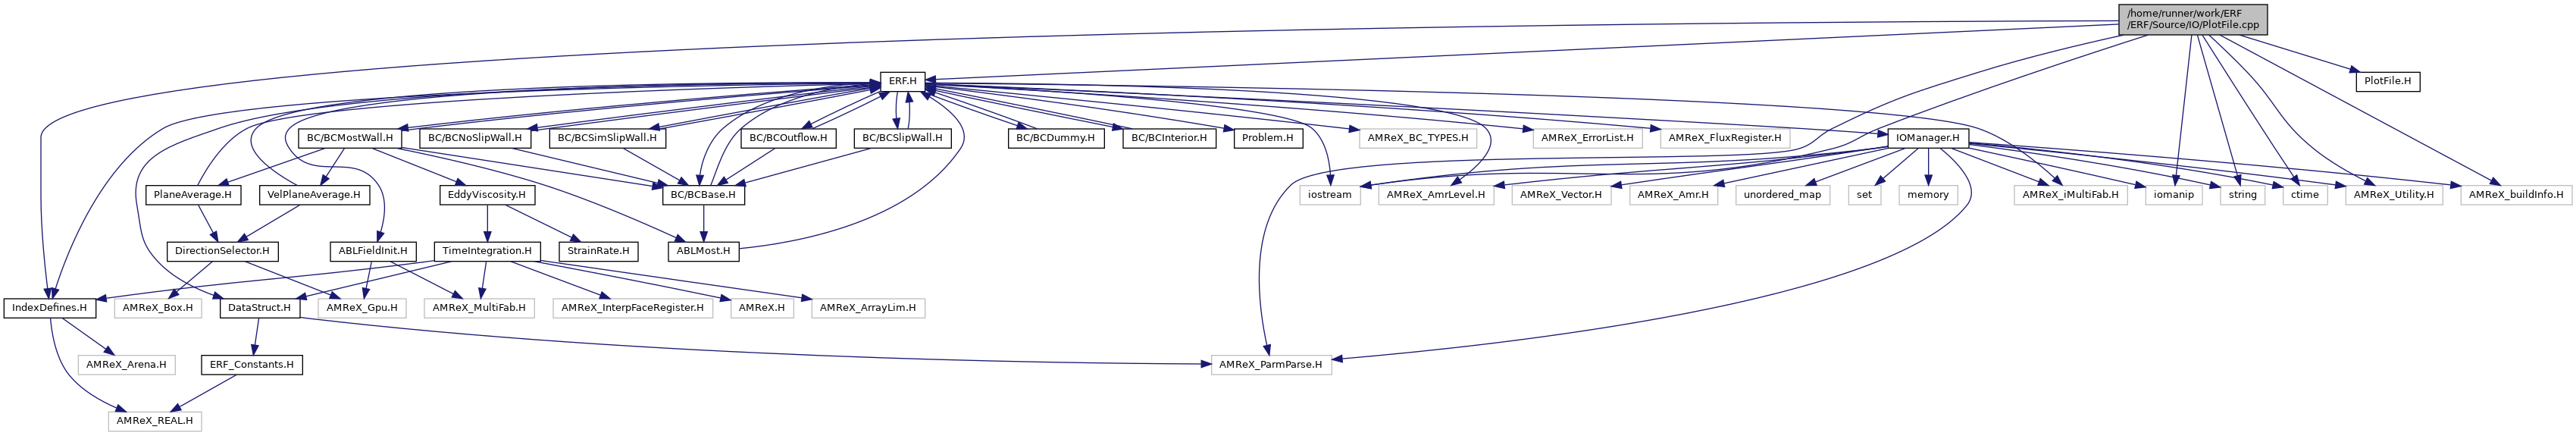 /home/runner/work/ERF
/ERF/Source/IO/PlotFile.cpp
ERF.H
PlotFile.H
BC/BCMostWall.H
BC/BCNoSlipWall.H
BC/BCSimSlipWall.H
BC/BCOutflow.H
BC/BCSlipWall.H
BC/BCDummy.H
BC/BCInterior.H
Problem.H
AMReX_BC_TYPES.H
AMReX_ErrorList.H
AMReX_FluxRegister.H
IOManager.H
PlaneAverage.H
VelPlaneAverage.H
EddyViscosity.H
BC/BCBase.H
iostream
AMReX_AmrLevel.H
AMReX_Vector.H
AMReX_Amr.H
unordered_map
set
memory
AMReX_iMultiFab.H
iomanip
string
ctime
AMReX_Utility.H
AMReX_buildInfo.H
DirectionSelector.H
ABLFieldInit.H
TimeIntegration.H
StrainRate.H
ABLMost.H
IndexDefines.H
AMReX_Box.H
DataStruct.H
AMReX_Gpu.H
AMReX_MultiFab.H
AMReX_InterpFaceRegister.H
AMReX.H
AMReX_ArrayLim.H
AMReX_Arena.H
ERF_Constants.H
AMReX_ParmParse.H
AMReX_REAL.H